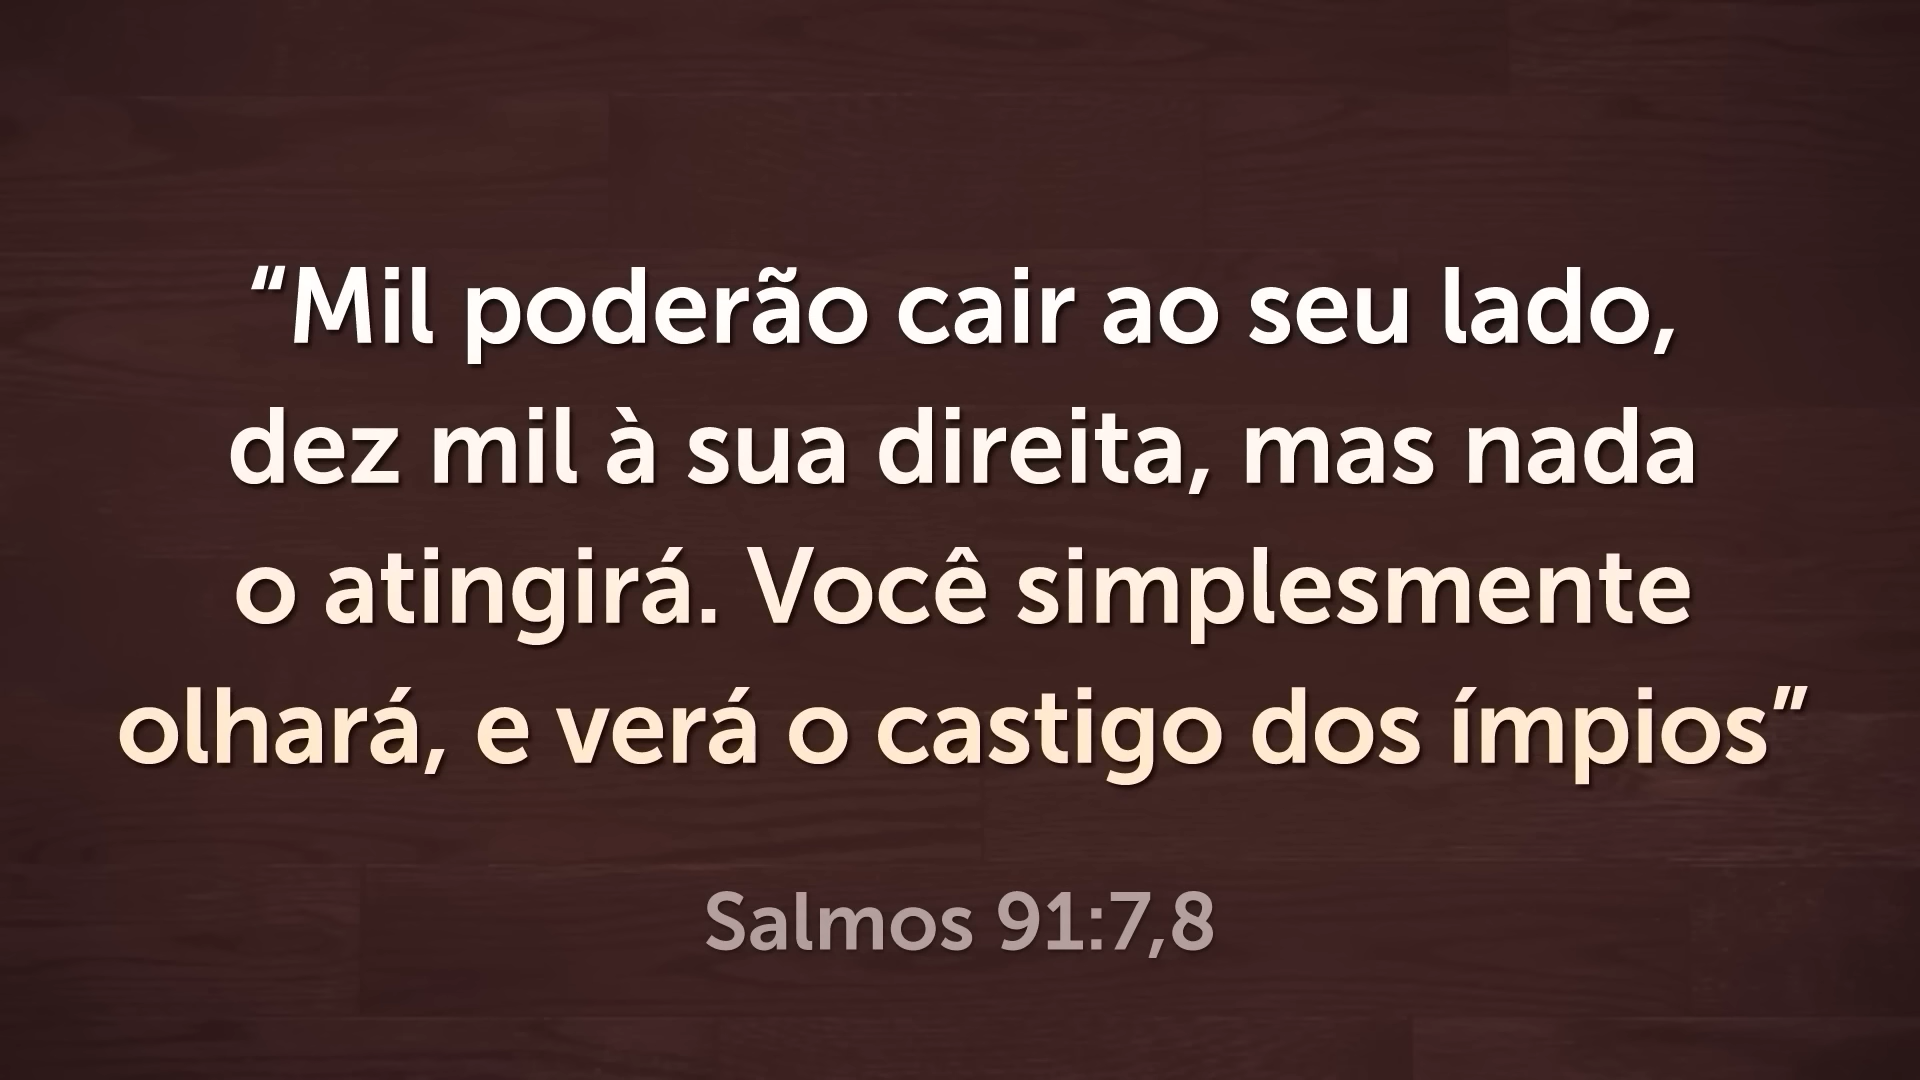 “Mil poderão cair ao seu lado,
dez mil à sua direita, mas nada
o atingirá. Você simplesmente
olhará, e verá o castigo dos ímpios”
Salmos 91:7,8